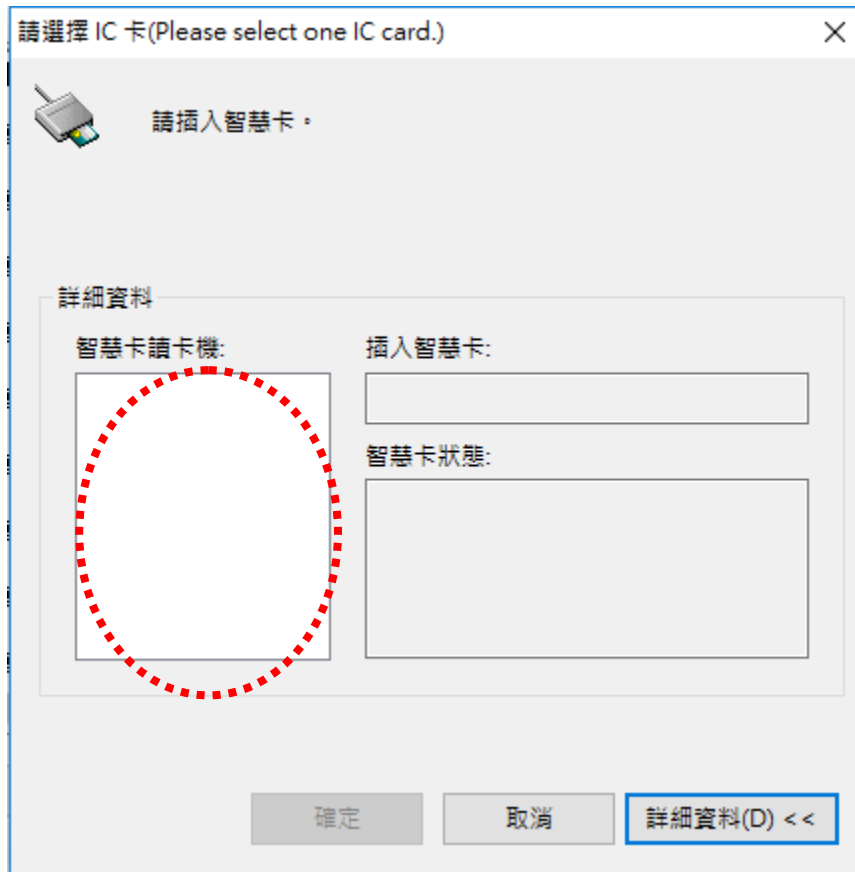 請選擇 IC 卡(Please select one IC card.)
請插入智慧卡。
詳細資料
智慧卡讀卡機:
插入智慧卡:
智慧卡狀態:
確定
取消
詳細資料(D) <<